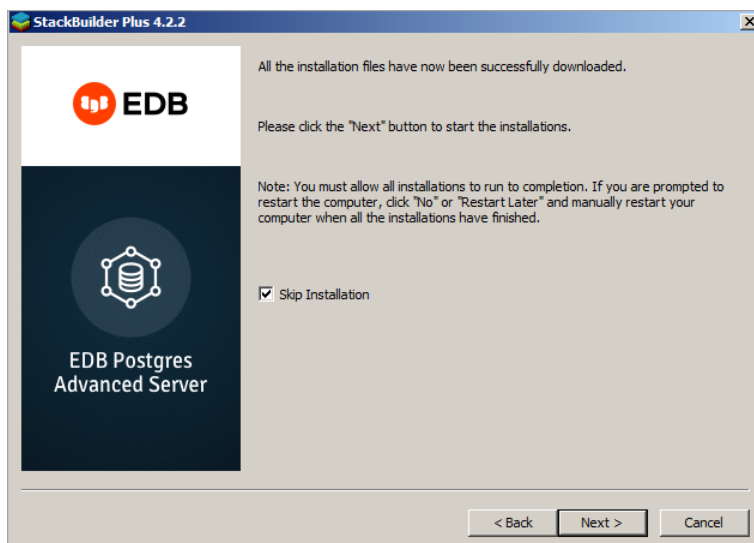 StackBuilder Plus 4.2.2
EDB
EDB Postgres
Advanced Server
All the installation files have now been successfully downloaded.
Please click the "Next" button to start the installations.
Note: You must allow all installations to run to completion. If you are prompted to
restart the computer, click "No" or "Restart Later" and manually restart your
computer when all the installations have finished.
Skip Installation
< Back
Next >
Cancel